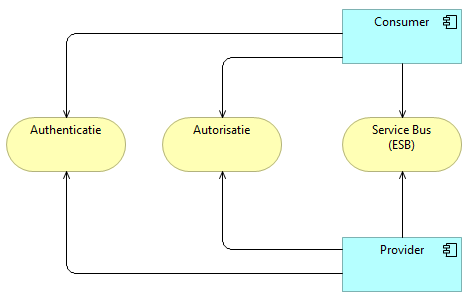 Consumer
Authenticatie
Autorisatie
Service Bus
(ESB)
Provider